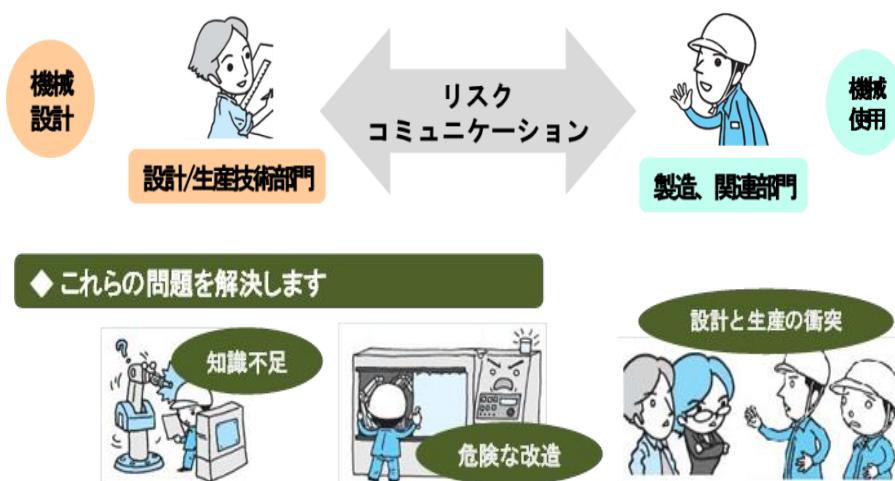 機械
設計
リスク
コミュニケーション
機械
使用
設計/生産技術部門
製造、関連部門
◆ これらの問題を解決します
知識不足
?
危険な改造
設計と生産の衝突